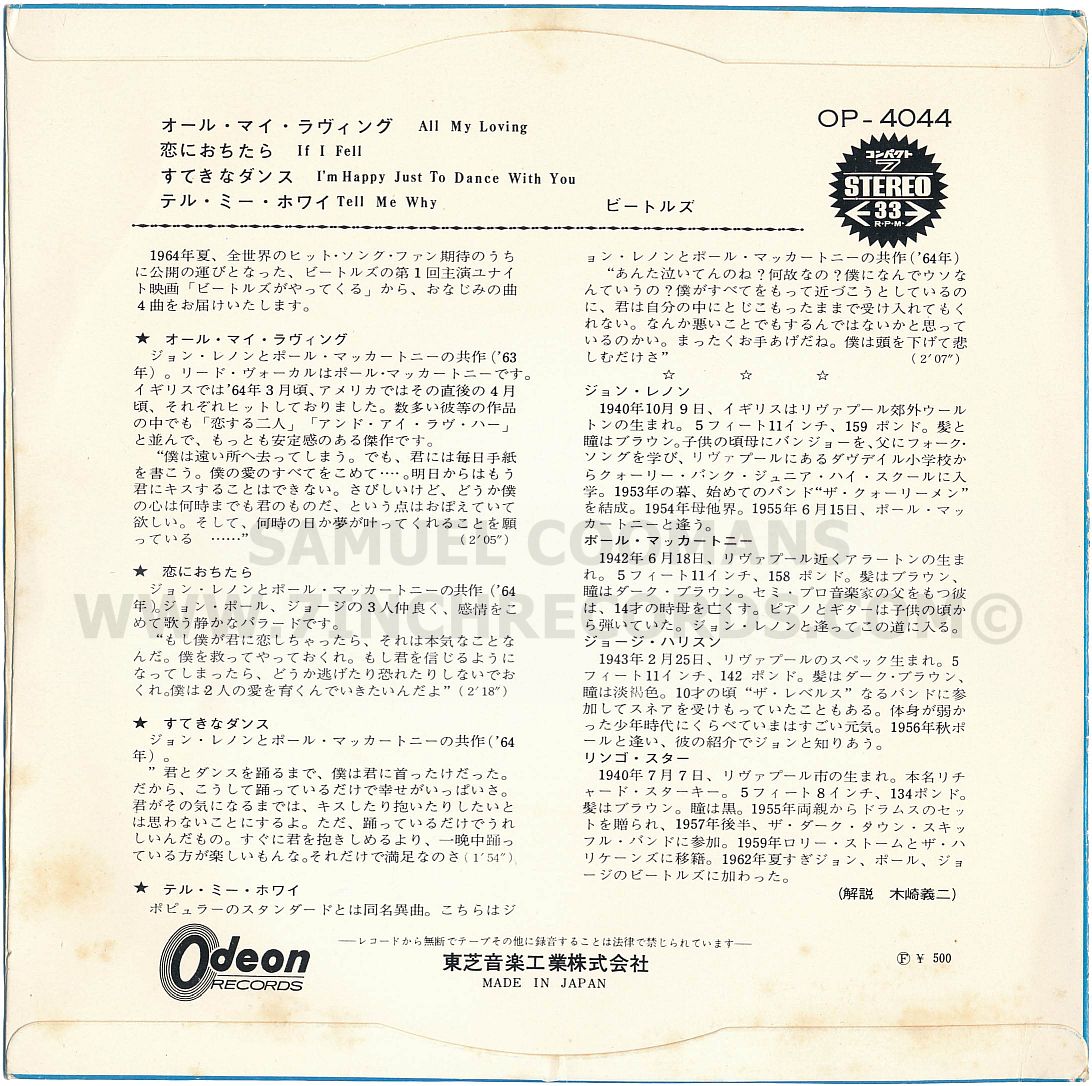 オール・マイ・ラヴィング All My Loving
恋におちたら If I Fell
すてきなダンス I'm Happy Just To Dance With You
テル・ミー・ホワイ Tell Me Why ビートルズ
OP-4044
コンパクト
7
STEREO
33
R・P・M・
1964年夏、全世界のヒット・ソング・ファン期待のうち
に公開の運びとなった、ビートルズの第1回主演ユナイ
ト映画「ビートルズがやってくる」から、おなじみの曲
4曲をお届けいたします。
★ オール・マイ・ラヴィング
ジョン・レノンとポール・マッカートニーの共作('63
年)。リード・ヴォーカルはポール・マッカートニーです。
イギリスでは'64年3月頃、アメリカではその直後の4月
頃、それぞれヒットしておりました。数多い彼等の作品
の中でも「恋する二人」「アンド・アイ・ラヴ・ハー」
と並んで、もっとも安定感のある傑作です。
“僕は遠い所へ去ってしまう。でも、君には毎日手紙
を書こう。僕の愛のすべてをこめて‥‥。明日からはもう
君にキスすることはできない。さびしいけど、どうか僕
の心は何時までも君のものだ、という点はおぼえていて
欲しい。そして、何時の日か夢が叶ってくれることを願
っている ……” (2′05″)
★ 恋におちたら
ジョン・レノンとポール・マッカートニーの共作('64
年)。ジョン・ポール、ジョージの3人仲良く、感情をこ
めて歌う静かなバラードです。
“もし僕が君に恋しちゃったら、それは本気なことな
んだ。僕を救ってやっておくれ。もし君を信じるように
なってしまったら、どうか逃げたり恐れたりしないでお
くれ。僕は2人の愛を育くんでいきたいんだよ” (2′18″)
★ すてきなダンス
ジョン・レノンとポール・マッカートニーの共作('64
年)。
” 君とダンスを踊るまで、僕は君に首ったけだった。
だから、こうして踊っているだけで幸せがいっぱいさ。
君がその気になるまでは、キスしたり抱いたりしたいと
は思わないことにするよ。ただ、踊っているだけでうれ
しいんだもの。すぐに君を抱きしめるより、一晩中踊っ
ている方が楽しいもんな。それだけで満足なのさ(1′54″)
★ テル・ミー・ホワイ
ポピュラーのスタンダードとは同名異曲。こちらはジ
ョン・レノンとポール・マッカートニーの共作('64年)
“あんた泣いてんのね？何故なの？僕になんでウソな
んていうの？僕がすべてをもって近づこうとしているの
に、君は自分の中にとじこもったままで受け入れてもく
れない。なんか悪いことでもするんではないかと思って
いるのかい。まったくお手あげだね。僕は頭を下げて悲
しむだけさ” (2′07″)
☆ ☆ ☆
ジョン・レノン
1940年10月9日、イギリスはリヴァプール郊外ウール
トンの生まれ。5フィート11インチ、159ポンド。髪と
瞳はブラウン。子供の頃母にバンジョーを、父にフォーク・
ソングを学び、リヴァプールにあるダヴデイル小学校か
らクォーリー・バンク・ジュニア・ハイ・スクールに入
学。1953年の暮、始めてのバンド“ザ・クォーリーメン”
を結成。1954年母他界。1955年6月15日、ポール・マッ
カートニーと逢う。
ポール・マッカートニー
1942年6月18日、リヴァプール近くアラートンの生ま
れ。5フィート11インチ、158ポンド。髪はブラウン、
瞳はダーク・ブラウン。セミ・プロ音楽家の父をもつ彼
は、14才の時母を亡くす。ピアノとギターは子供の頃か
ら弾いていた。ジョン・レノンと逢ってこの道に入る。
ジョージ・ハリスン
1943年2月25日、リヴァプールのスペック生まれ。5
フィート11インチ、142ポンド。髪はダーク・ブラウン、
瞳は淡褐色。10才の頃“ザ・レベルス”なるバンドに参
加してスネアを受けもっていたこともある。体身が弱か
った少年時代にくらべていまはすごい元気。1956年秋ポ
ールと逢い、彼の紹介でジョンと知りあう。
リンゴ・スター
1940年7月7日、リヴァプール市の生まれ。本名リチ
ャード・スターキー。5フィート8インチ、134ポンド。
髪はブラウン。瞳は黒。1955年両親からドラムスのセッ
トを贈られ、1957年後半、ザ・ダーク・タウン・スキッ
フル・バンドに参加。1959年ロリー・ストームとザ・ハ
リケーンズに移籍。1962年夏すぎジョン、ポール、ジョ
ージのビートルズに加わった。
(解説 木崎義二)
SAMUEL COOMANS
Odeon
RECORDS
―レコードから無断でテープその他に録音することは法律で禁じられています―
東芝音楽工業株式会社
MADE IN JAPAN
Ⓕ ¥ 500